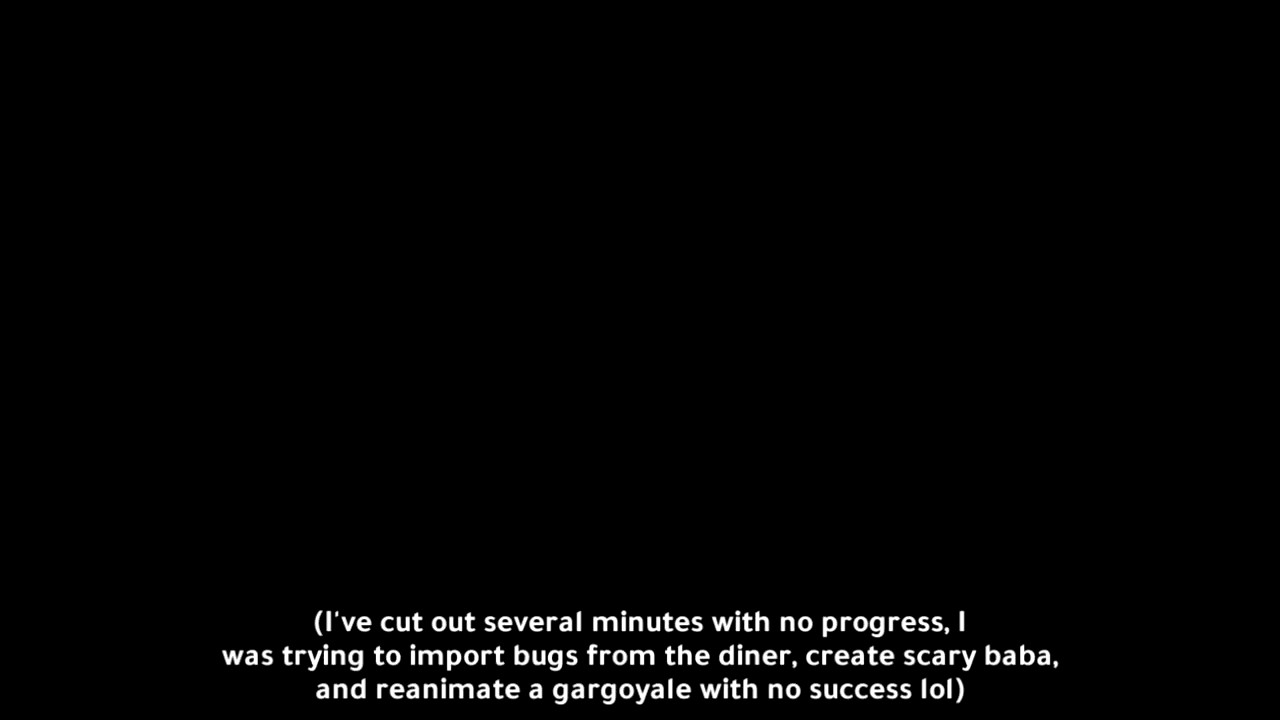 (I've cut out several minutes with no progress, I
was trying to import bugs from the diner, create scary baba,
and reanimate a gargoyale with no success lol)